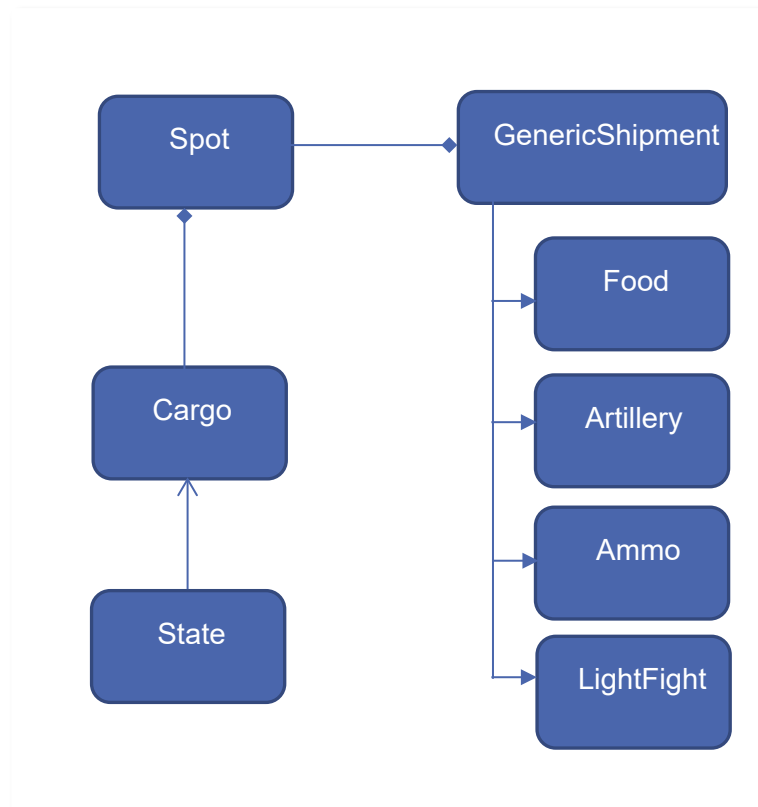 Spot
GenericShipment
Food
Cargo
Artillery
Ammo
State
LightFight